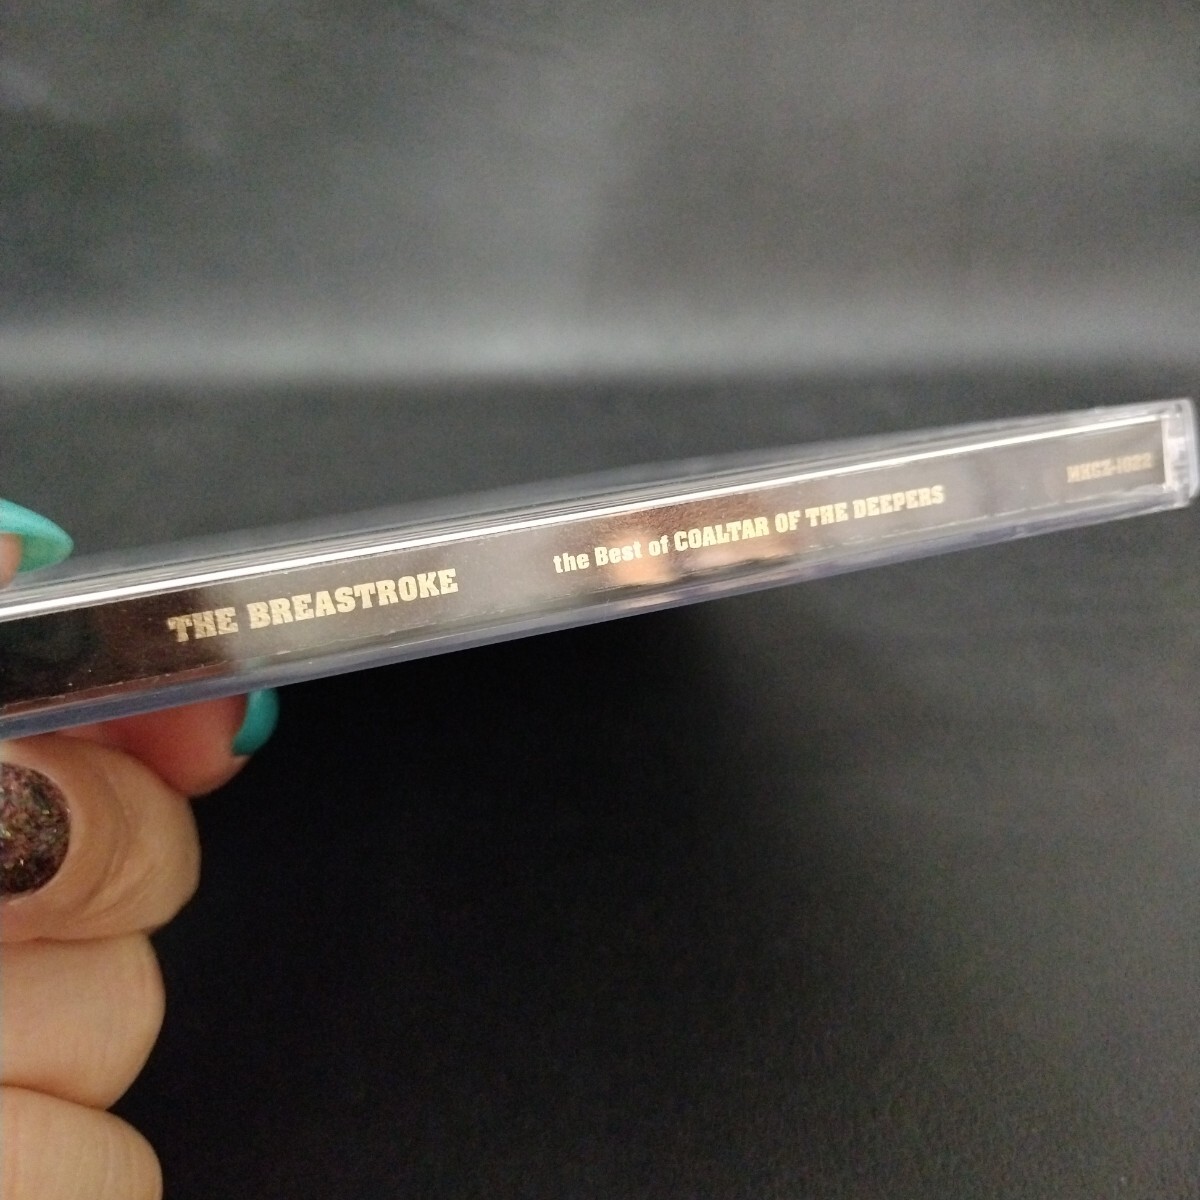 THE BREASTROKE the Best of COALTAR OF THE DEEPERS